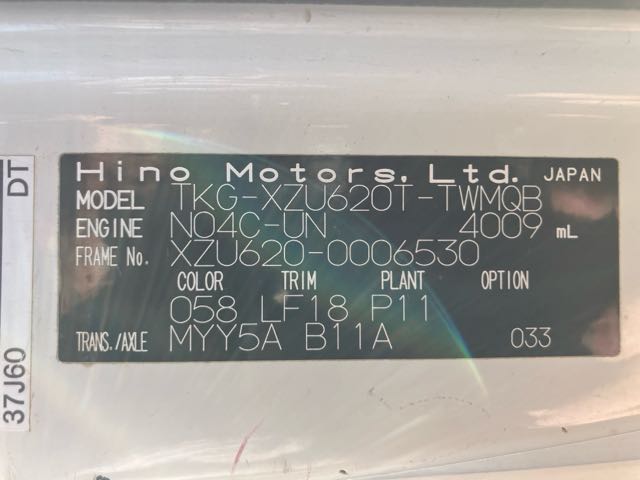 Hino Motors, Ltd. JAPAN
MODEL TKG-XZU620T-TWMQB
ENGINE N04C-UN 4009 mL
FRAME No. XZU620-0006530
COLOR TRIM PLANT OPTION
058 LF18 P11
TRANS./AXLE MYY5A B11A 033
37J60 DT